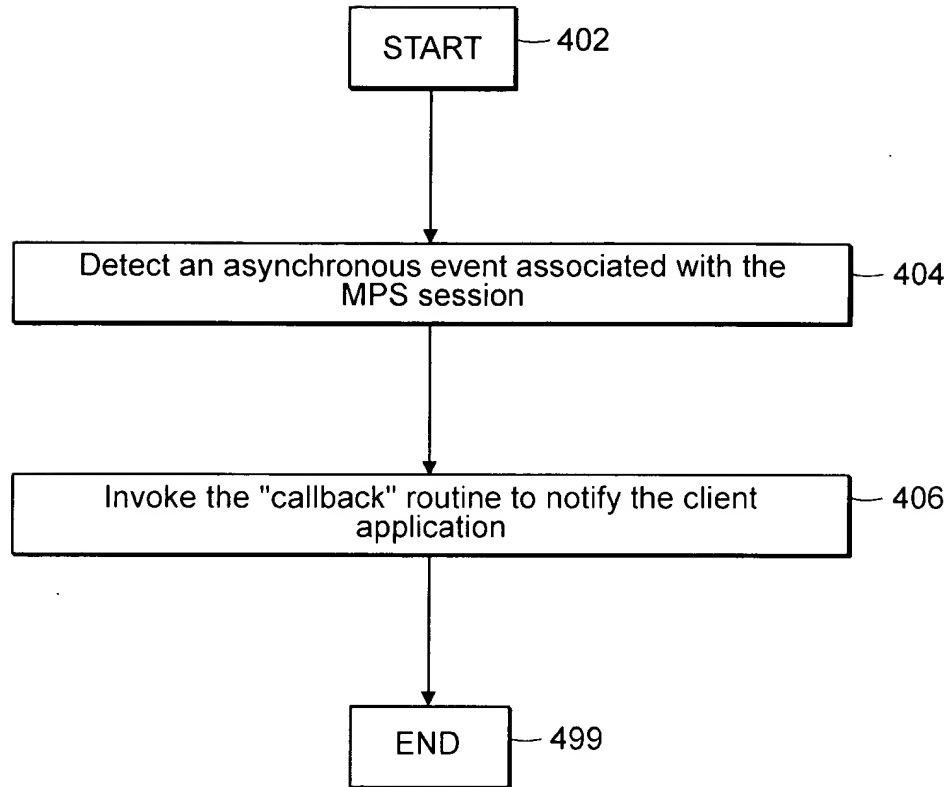 START 402
Detect an asynchronous event associated with the 404
MPS session
Invoke the "callback" routine to notify the client 406
application
END 499